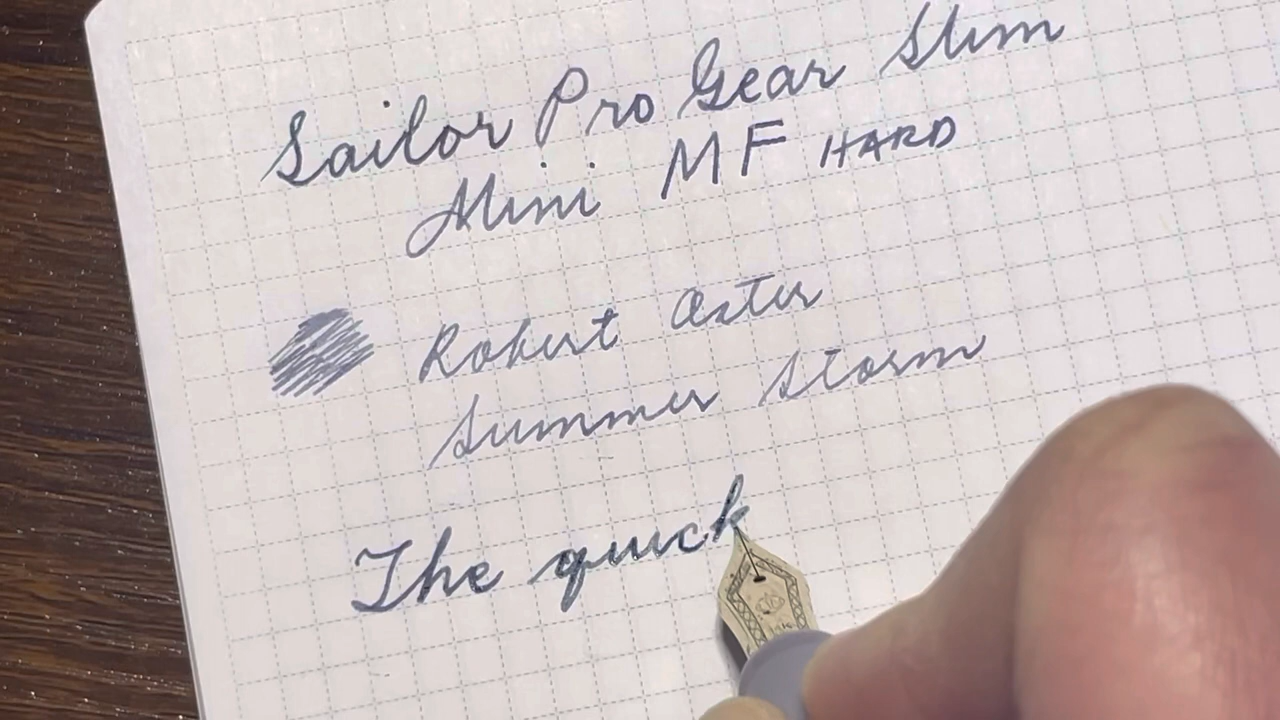 Sailor Pro Gear Slim
Mini MF HARD
Robert Oster
Summer Storm
The quick